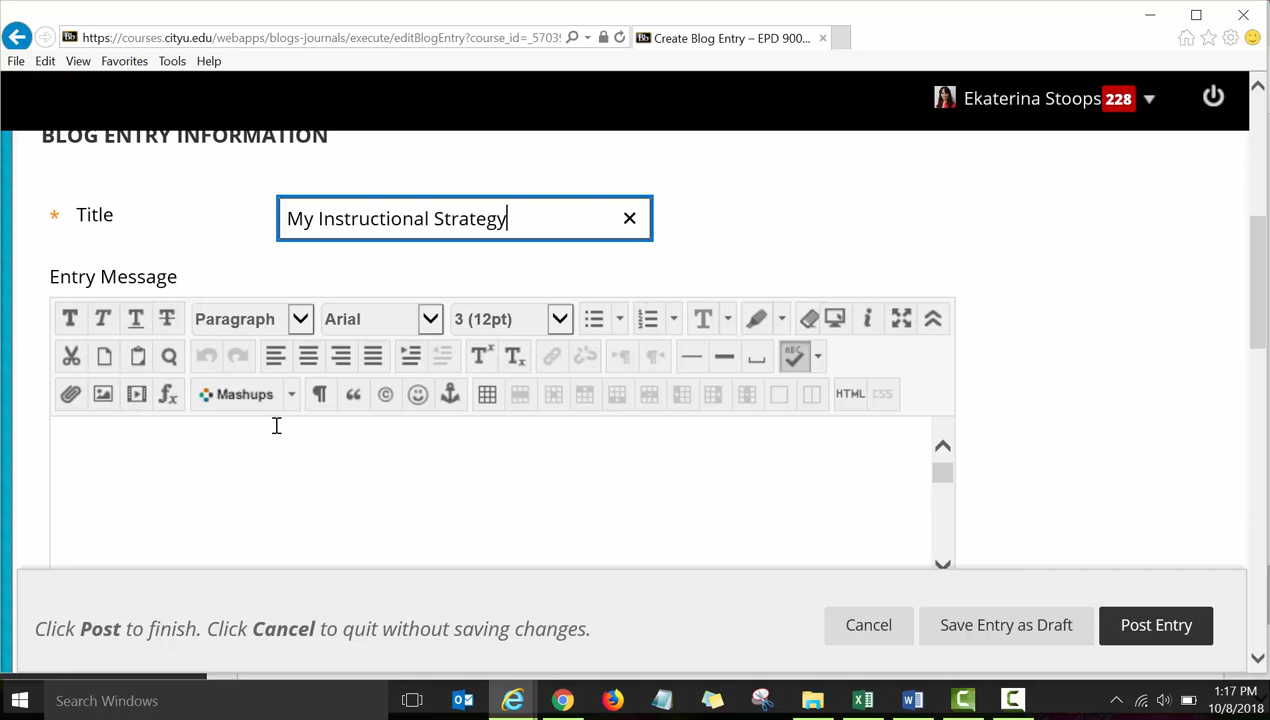 https://courses.cityu.edu/webapps/blogs-journals/execute/editBlogEntry?course_id=_5703
Bb Create Blog Entry – EPD 900...
File Edit View Favorites Tools Help
Ekaterina Stoops 228
BLOG ENTRY INFORMATION
* Title
My Instructional Strategy
Entry Message
T T T T Paragraph Arial 3 (12pt)
ABC
Mashups HTML CSS
Click Post to finish. Click Cancel to quit without saving changes.
Cancel Save Entry as Draft Post Entry
Search Windows
1:17 PM
10/8/2018